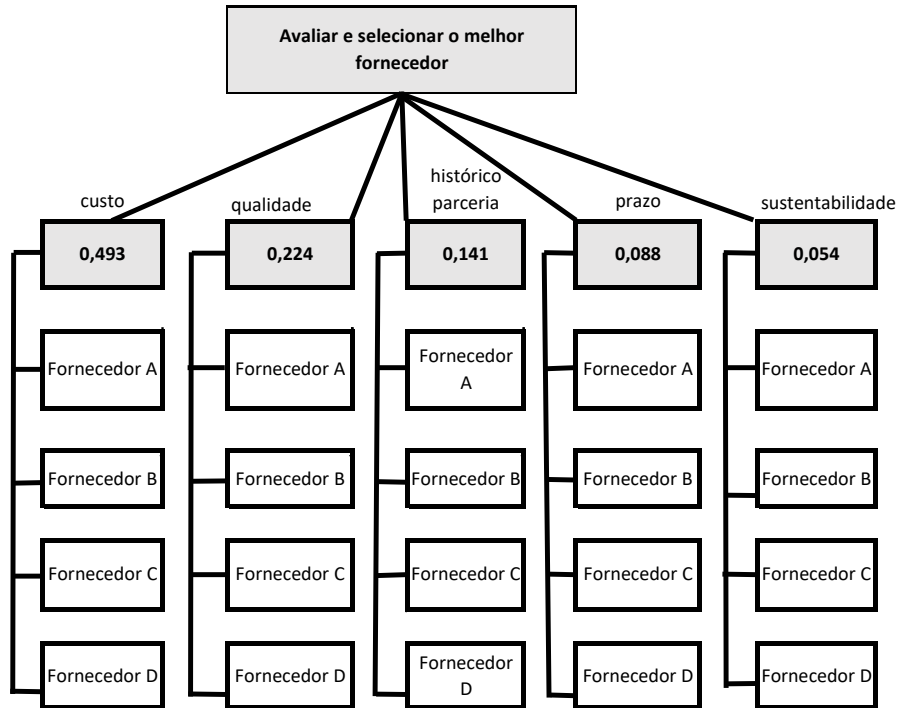 Avaliar e selecionar o melhor
fornecedor
custo
qualidade
histórico
parceria
prazo
sustentabilidade
0,493
0,224
0,141
0,088
0,054
Fornecedor A
Fornecedor A
Fornecedor
A
Fornecedor A
Fornecedor A
Fornecedor B
Fornecedor B
Fornecedor B
Fornecedor B
Fornecedor B
Fornecedor C
Fornecedor C
Fornecedor C
Fornecedor C
Fornecedor C
Fornecedor D
Fornecedor D
Fornecedor
D
Fornecedor D
Fornecedor D